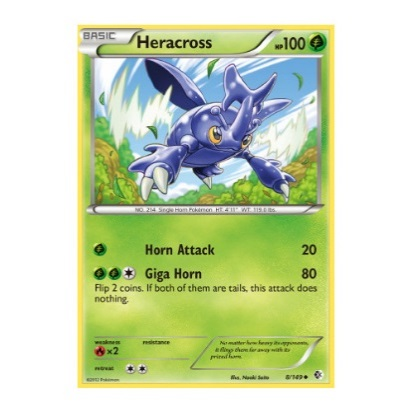 BASIC
Heracross
HP100
NO. 214 Single Horn Pokémon HT: 4'11" WT: 119.0 lbs.
Horn Attack 20
Giga Horn 80
Flip 2 coins. If both of them are tails, this attack does
nothing.
weakness resistance
×2
retreat
No matter how heavy its opponents,
it flings them far away with its
prized horn.
©2012 Pokémon
Illus. Naoki Saito
8/149